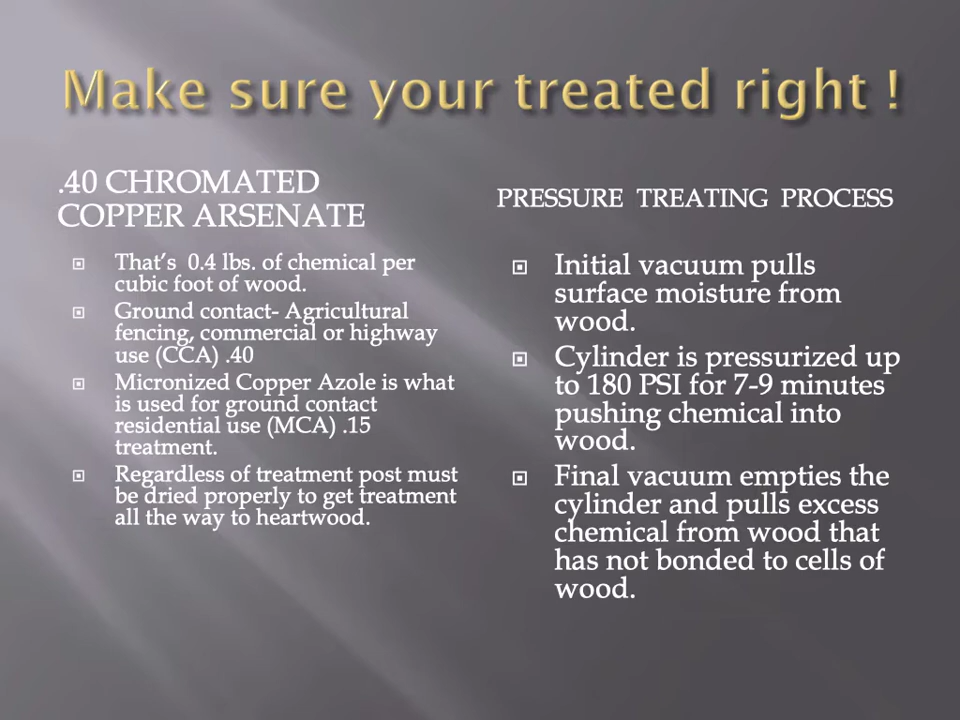 Make sure your treated right !
.40 CHROMATED
COPPER ARSENATE
That's 0.4 lbs. of chemical per
cubic foot of wood.
Ground contact- Agricultural
fencing, commercial or highway
use (CCA) .40
Micronized Copper Azole is what
is used for ground contact
residential use (MCA) .15
treatment.
Regardless of treatment post must
be dried properly to get treatment
all the way to heartwood.
PRESSURE TREATING PROCESS
Initial vacuum pulls
surface moisture from
wood.
Cylinder is pressurized up
to 180 PSI for 7-9 minutes
pushing chemical into
wood.
Final vacuum empties the
cylinder and pulls excess
chemical from wood that
has not bonded to cells of
wood.